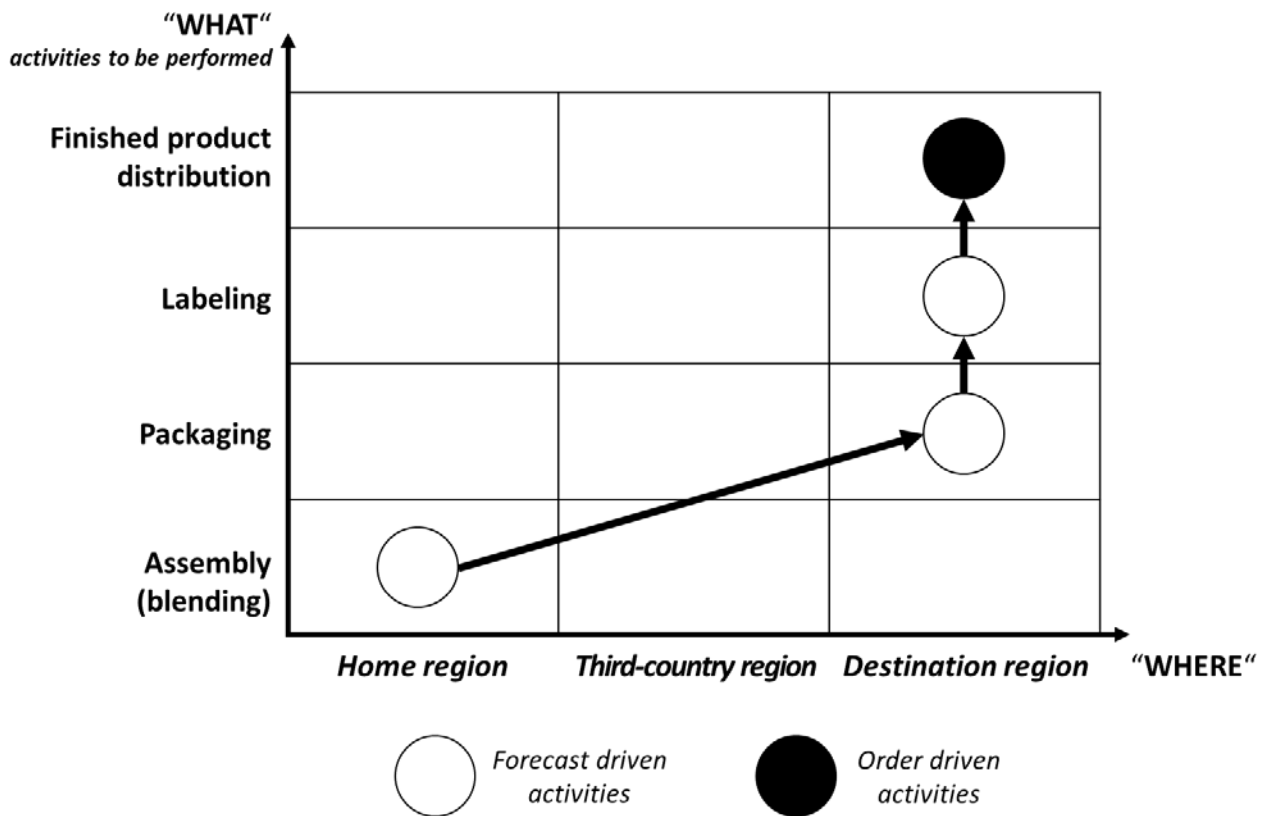 “WHAT“
activities to be performed
Finished product
distribution
Labeling
Packaging
Assembly
(blending)
Home region
Third-country region
Destination region
“WHERE“
Forecast driven
activities
Order driven
activities